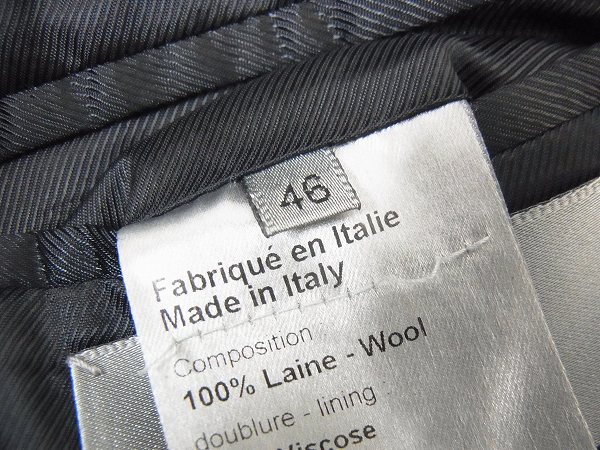 46
Fabriqué en Italie
Made in Italy
Composition
100% Laine - Wool
doublure - lining :
Viscose